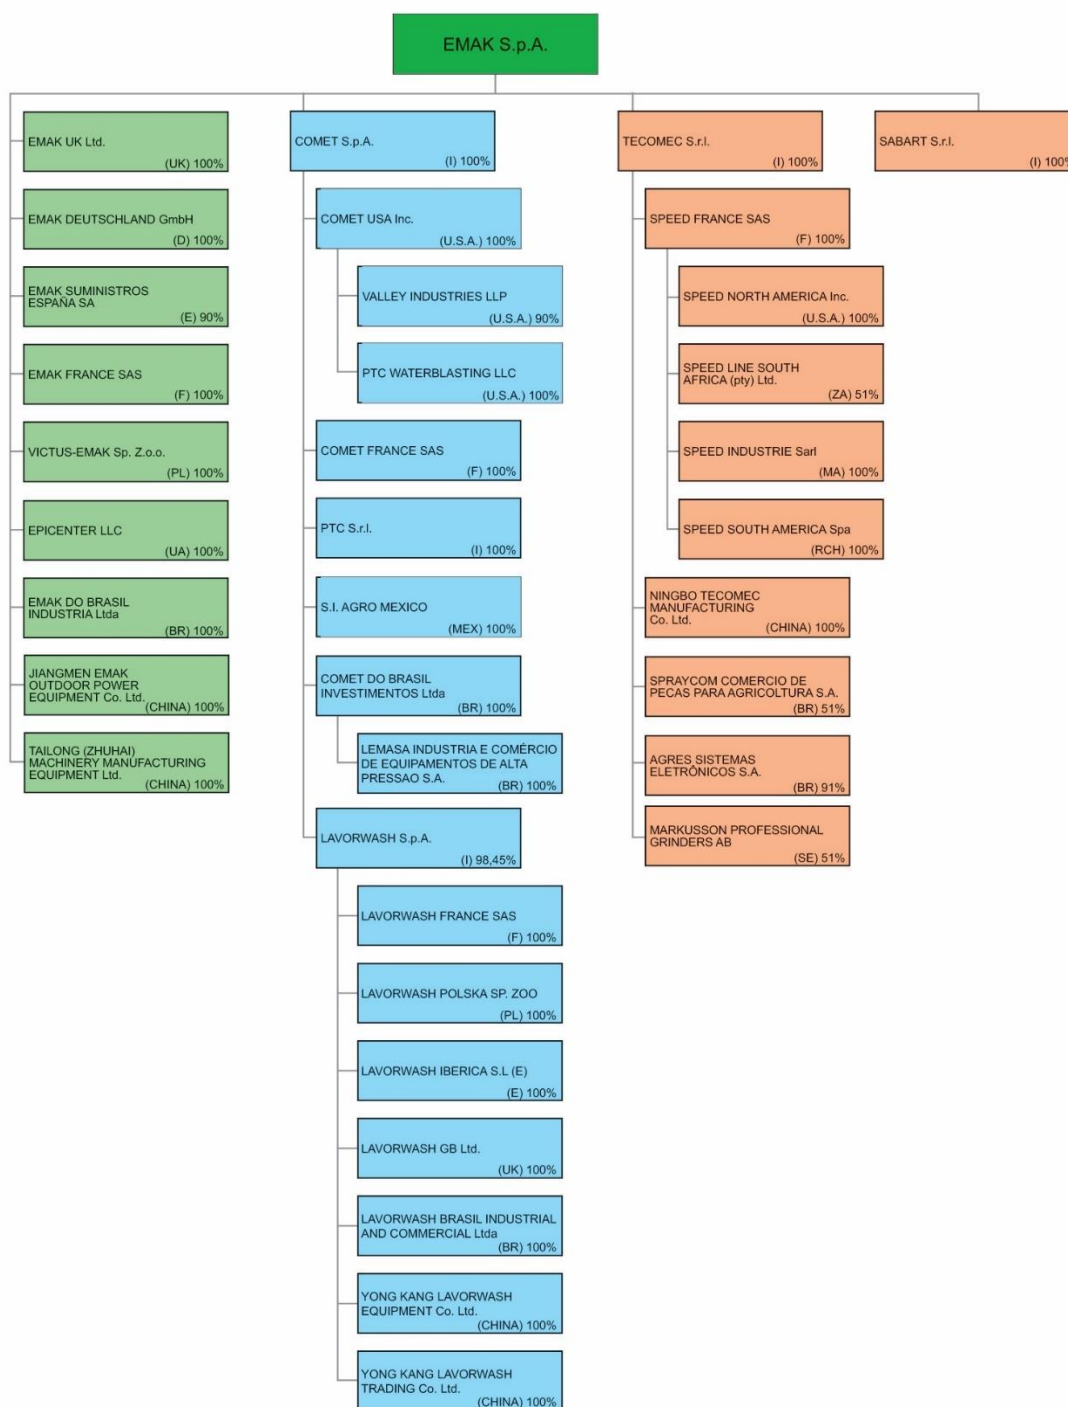 EMAK S.p.A.
EMAK UK Ltd.
(UK) 100%
EMAK DEUTSCHLAND GmbH
(D) 100%
EMAK SUMINISTROS
ESPAÑA SA
(E) 90%
EMAK FRANCE SAS
(F) 100%
VICTUS-EMAK Sp. Z.o.o.
(PL) 100%
EPICENTER LLC
(UA) 100%
EMAK DO BRASIL
INDUSTRIA Ltda
(BR) 100%
JIANGMEN EMAK
OUTDOOR POWER
EQUIPMENT Co. Ltd.
(CHINA) 100%
TAILONG (ZHUHAI)
MACHINERY MANUFACTURING
EQUIPMENT Ltd.
(CHINA) 100%
COMET S.p.A.
(I) 100%
COMET USA Inc.
(U.S.A.) 100%
VALLEY INDUSTRIES LLP
(U.S.A.) 90%
PTC WATERBLASTING LLC
(U.S.A.) 100%
COMET FRANCE SAS
(F) 100%
PTC S.r.l.
(I) 100%
S.I. AGRO MEXICO
(MEX) 100%
COMET DO BRASIL
INVESTIMENTOS Ltda
(BR) 100%
LEMASA INDUSTRIA E COMÉRCIO
DE EQUIPAMENTOS DE ALTA
PRESSAO S.A.
(BR) 100%
LAVORWASH S.p.A.
(I) 98,45%
LAVORWASH FRANCE SAS
(F) 100%
LAVORWASH POLSKA SP. ZOO
(PL) 100%
LAVORWASH IBERICA S.L (E)
(E) 100%
LAVORWASH GB Ltd.
(UK) 100%
LAVORWASH BRASIL INDUSTRIAL
AND COMMERCIAL Ltda
(BR) 100%
YONG KANG LAVORWASH
EQUIPMENT Co. Ltd.
(CHINA) 100%
YONG KANG LAVORWASH
TRADING Co. Ltd.
(CHINA) 100%
TECOMEC S.r.l.
(I) 100%
SPEED FRANCE SAS
(F) 100%
SPEED NORTH AMERICA Inc.
(U.S.A.) 100%
SPEED LINE SOUTH
AFRICA (pty) Ltd.
(ZA) 51%
SPEED INDUSTRIE Sarl
(MA) 100%
SPEED SOUTH AMERICA Spa
(RCH) 100%
NINGBO TECOMEC
MANUFACTURING
Co. Ltd.
(CHINA) 100%
SPRAYCOM COMERCIO DE
PECAS PARA AGRICOLTURA S.A.
(BR) 51%
AGRES SISTEMAS
ELETRÔNICOS S.A.
(BR) 91%
MARKUSSON PROFESSIONAL
GRINDERS AB
(SE) 51%
SABART S.r.l.
(I) 100%